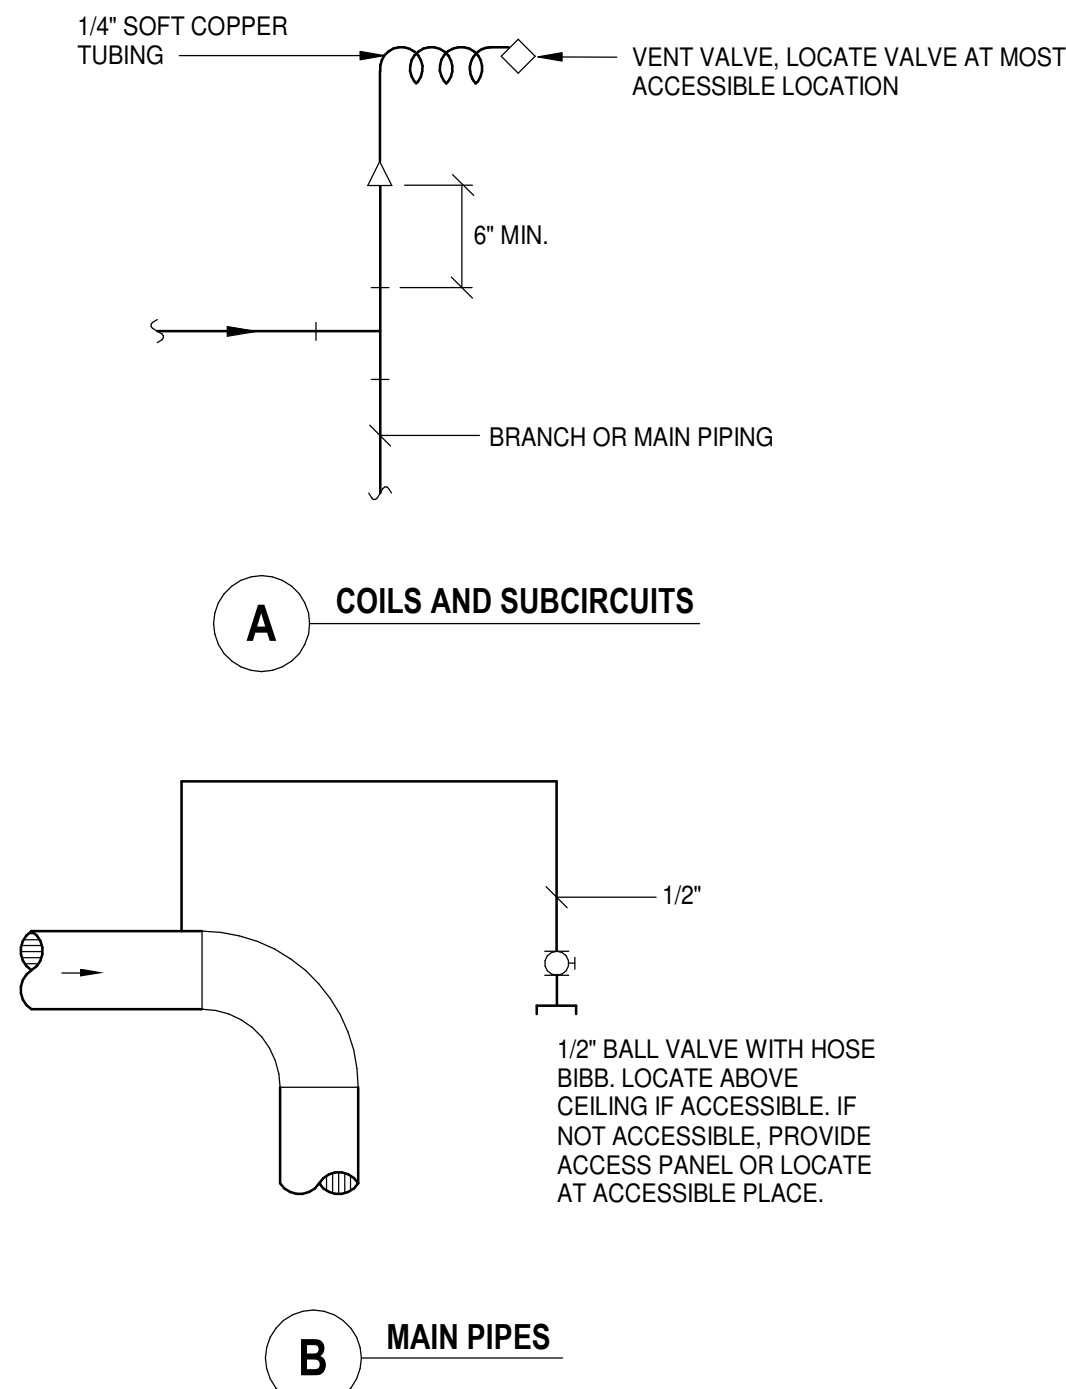 1/4" SOFT COPPER
TUBING
VENT VALVE, LOCATE VALVE AT MOST
ACCESSIBLE LOCATION
6" MIN.
BRANCH OR MAIN PIPING
A
COILS AND SUBCIRCUITS
1/2"
1/2" BALL VALVE WITH HOSE
BIBB. LOCATE ABOVE
CEILING IF ACCESSIBLE. IF
NOT ACCESSIBLE, PROVIDE
ACCESS PANEL OR LOCATE
AT ACCESSIBLE PLACE.
B
MAIN PIPES